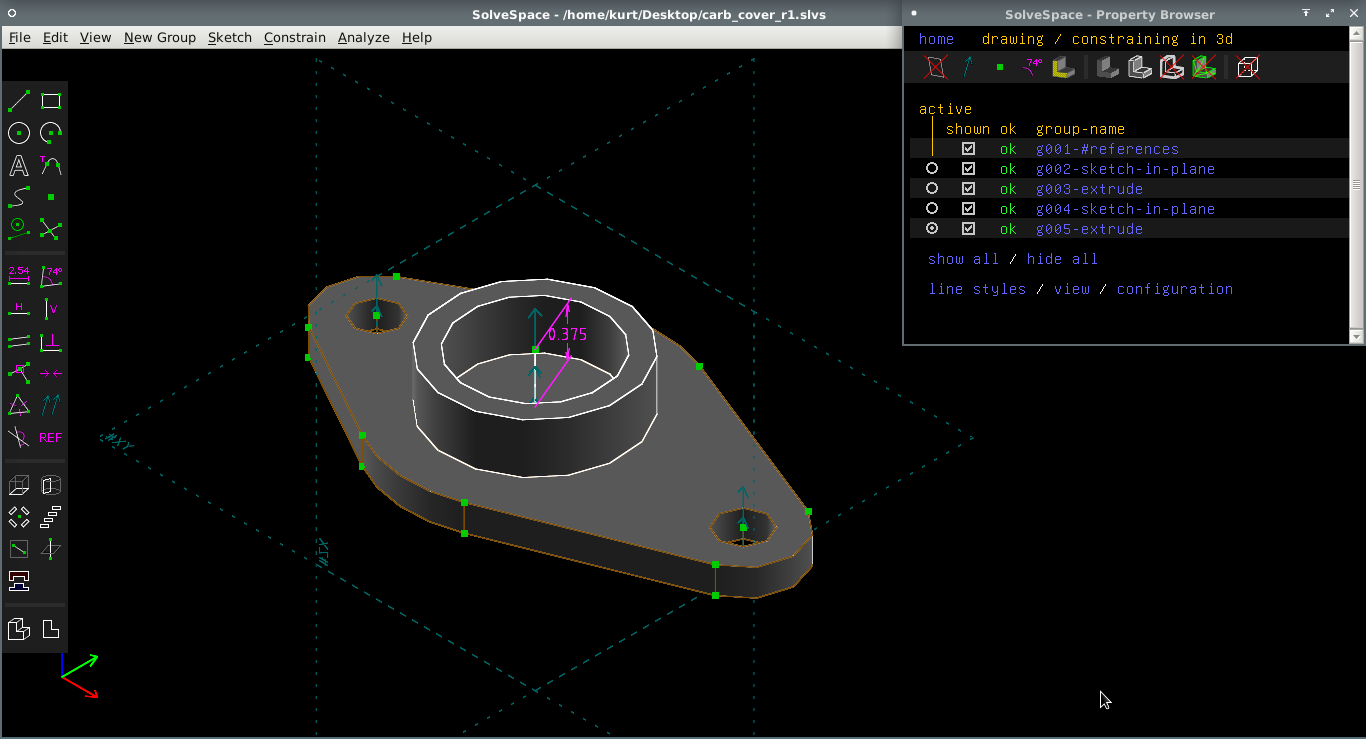 SolveSpace - /home/kurt/Desktop/carb_cover_r1.slvs
File Edit View New Group Sketch Constrain Analyze Help
SolveSpace - Property Browser
home drawing / constraining in 3d
74°
active
shown ok group-name
ok g001-#references
ok g002-sketch-in-plane
ok g003-extrude
ok g004-sketch-in-plane
ok g005-extrude
show all / hide all
line styles / view / configuration
A T
2.54 74°
H V
REF
0.375
#XY